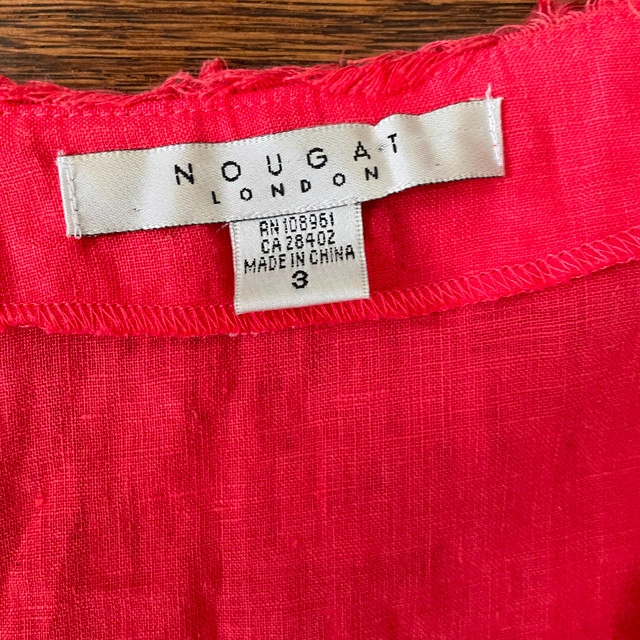 NOUGAT
LONDON
RN 108961
CA 28402
MADE IN CHINA
3